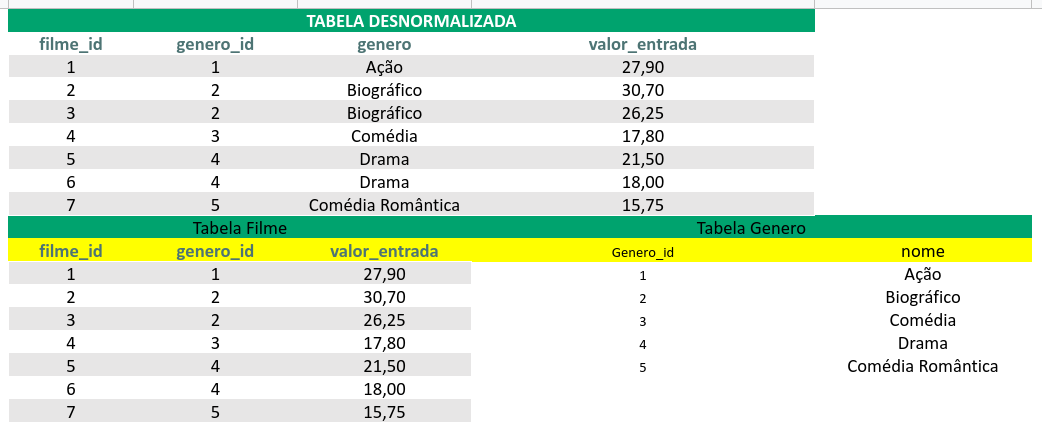 TABELA DESNORMALIZADA
filme_id genero_id genero valor_entrada
1 1 Ação 27,90
2 2 Biográfico 30,70
3 2 Biográfico 26,25
4 3 Comédia 17,80
5 4 Drama 21,50
6 4 Drama 18,00
7 5 Comédia Romântica 15,75
Tabela Filme Tabela Genero
filme_id genero_id valor_entrada Genero_id nome
1 1 27,90 1 Ação
2 2 30,70 2 Biográfico
3 2 26,25 3 Comédia
4 3 17,80 4 Drama
5 4 21,50 5 Comédia Romântica
6 4 18,00
7 5 15,75